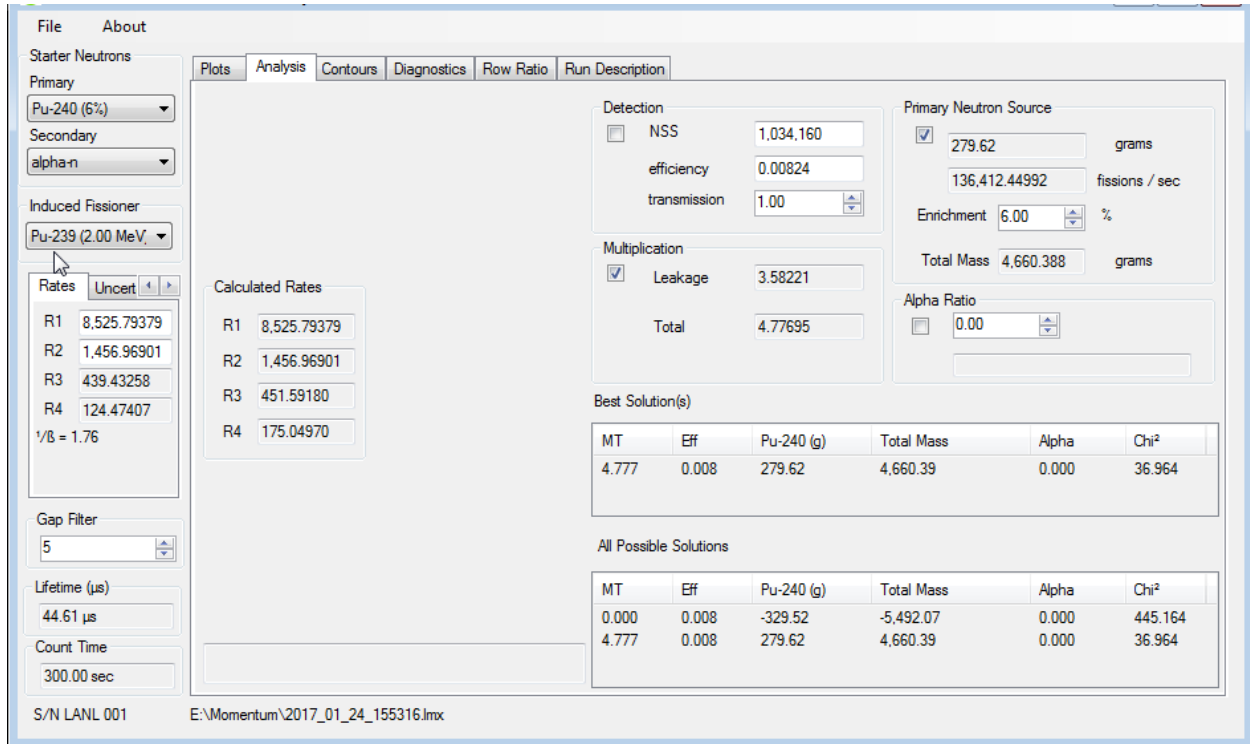 File About
Starter Neutrons
Primary
Pu-240 (6%)
Secondary
alpha-n
Induced Fissioner
Pu-239 (2.00 MeV,
Rates Uncert
R1 8,525.79379
R2 1,456.96901
R3 439.43258
R4 124.47407
¹/ß = 1.76
Gap Filter
5
Lifetime (µs)
44.61 µs
Count Time
300.00 sec
Plots Analysis Contours Diagnostics Row Ratio Run Description
Calculated Rates
R1 8,525.79379
R2 1,456.96901
R3 451.59180
R4 175.04970
Detection
NSS 1,034,160
efficiency 0.00824
transmission 1.00
Multiplication
Leakage 3.58221
Total 4.77695
Primary Neutron Source
279.62 grams
136,412.44992 fissions / sec
Enrichment 6.00 %
Total Mass 4,660.388 grams
Alpha Ratio
0.00
Best Solution(s)
MT Eff Pu-240 (g) Total Mass Alpha Chi²
4.777 0.008 279.62 4,660.39 0.000 36.964
All Possible Solutions
MT Eff Pu-240 (g) Total Mass Alpha Chi²
0.000 0.008 -329.52 -5,492.07 0.000 445.164
4.777 0.008 279.62 4,660.39 0.000 36.964
S/N LANL 001 E:\Momentum\2017_01_24_155316.lmx